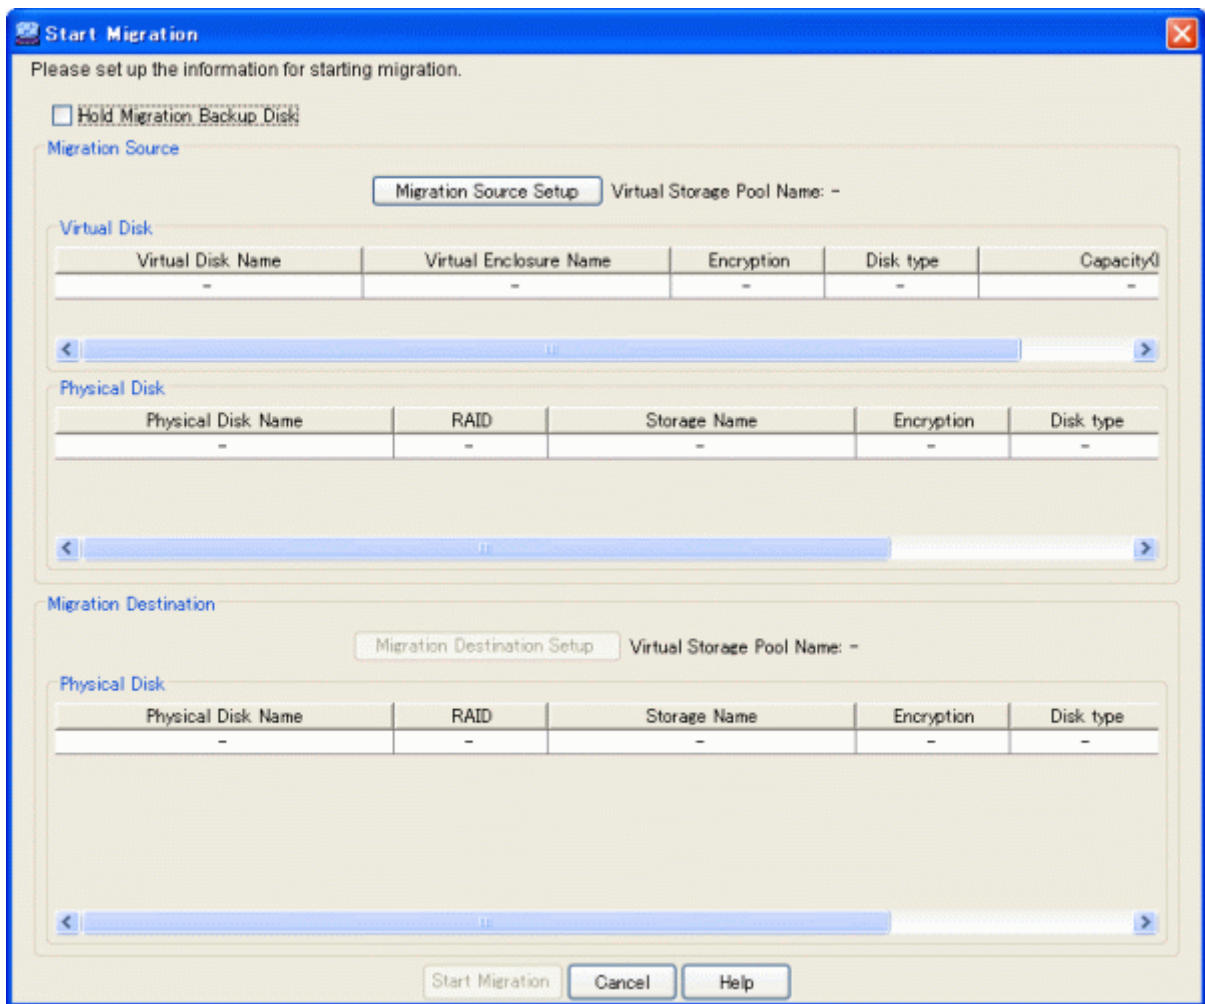 Start Migration
Please set up the information for starting migration.
Hold Migration Backup Disk
Migration Source
Migration Source Setup Virtual Storage Pool Name: -
Virtual Disk
Virtual Disk Name Virtual Enclosure Name Encryption Disk type Capacity(
- - - - -
Physical Disk
Physical Disk Name RAID Storage Name Encryption Disk type
- - - - -
Migration Destination
Migration Destination Setup Virtual Storage Pool Name: -
Physical Disk
Physical Disk Name RAID Storage Name Encryption Disk type
- - - - -
Start Migration Cancel Help